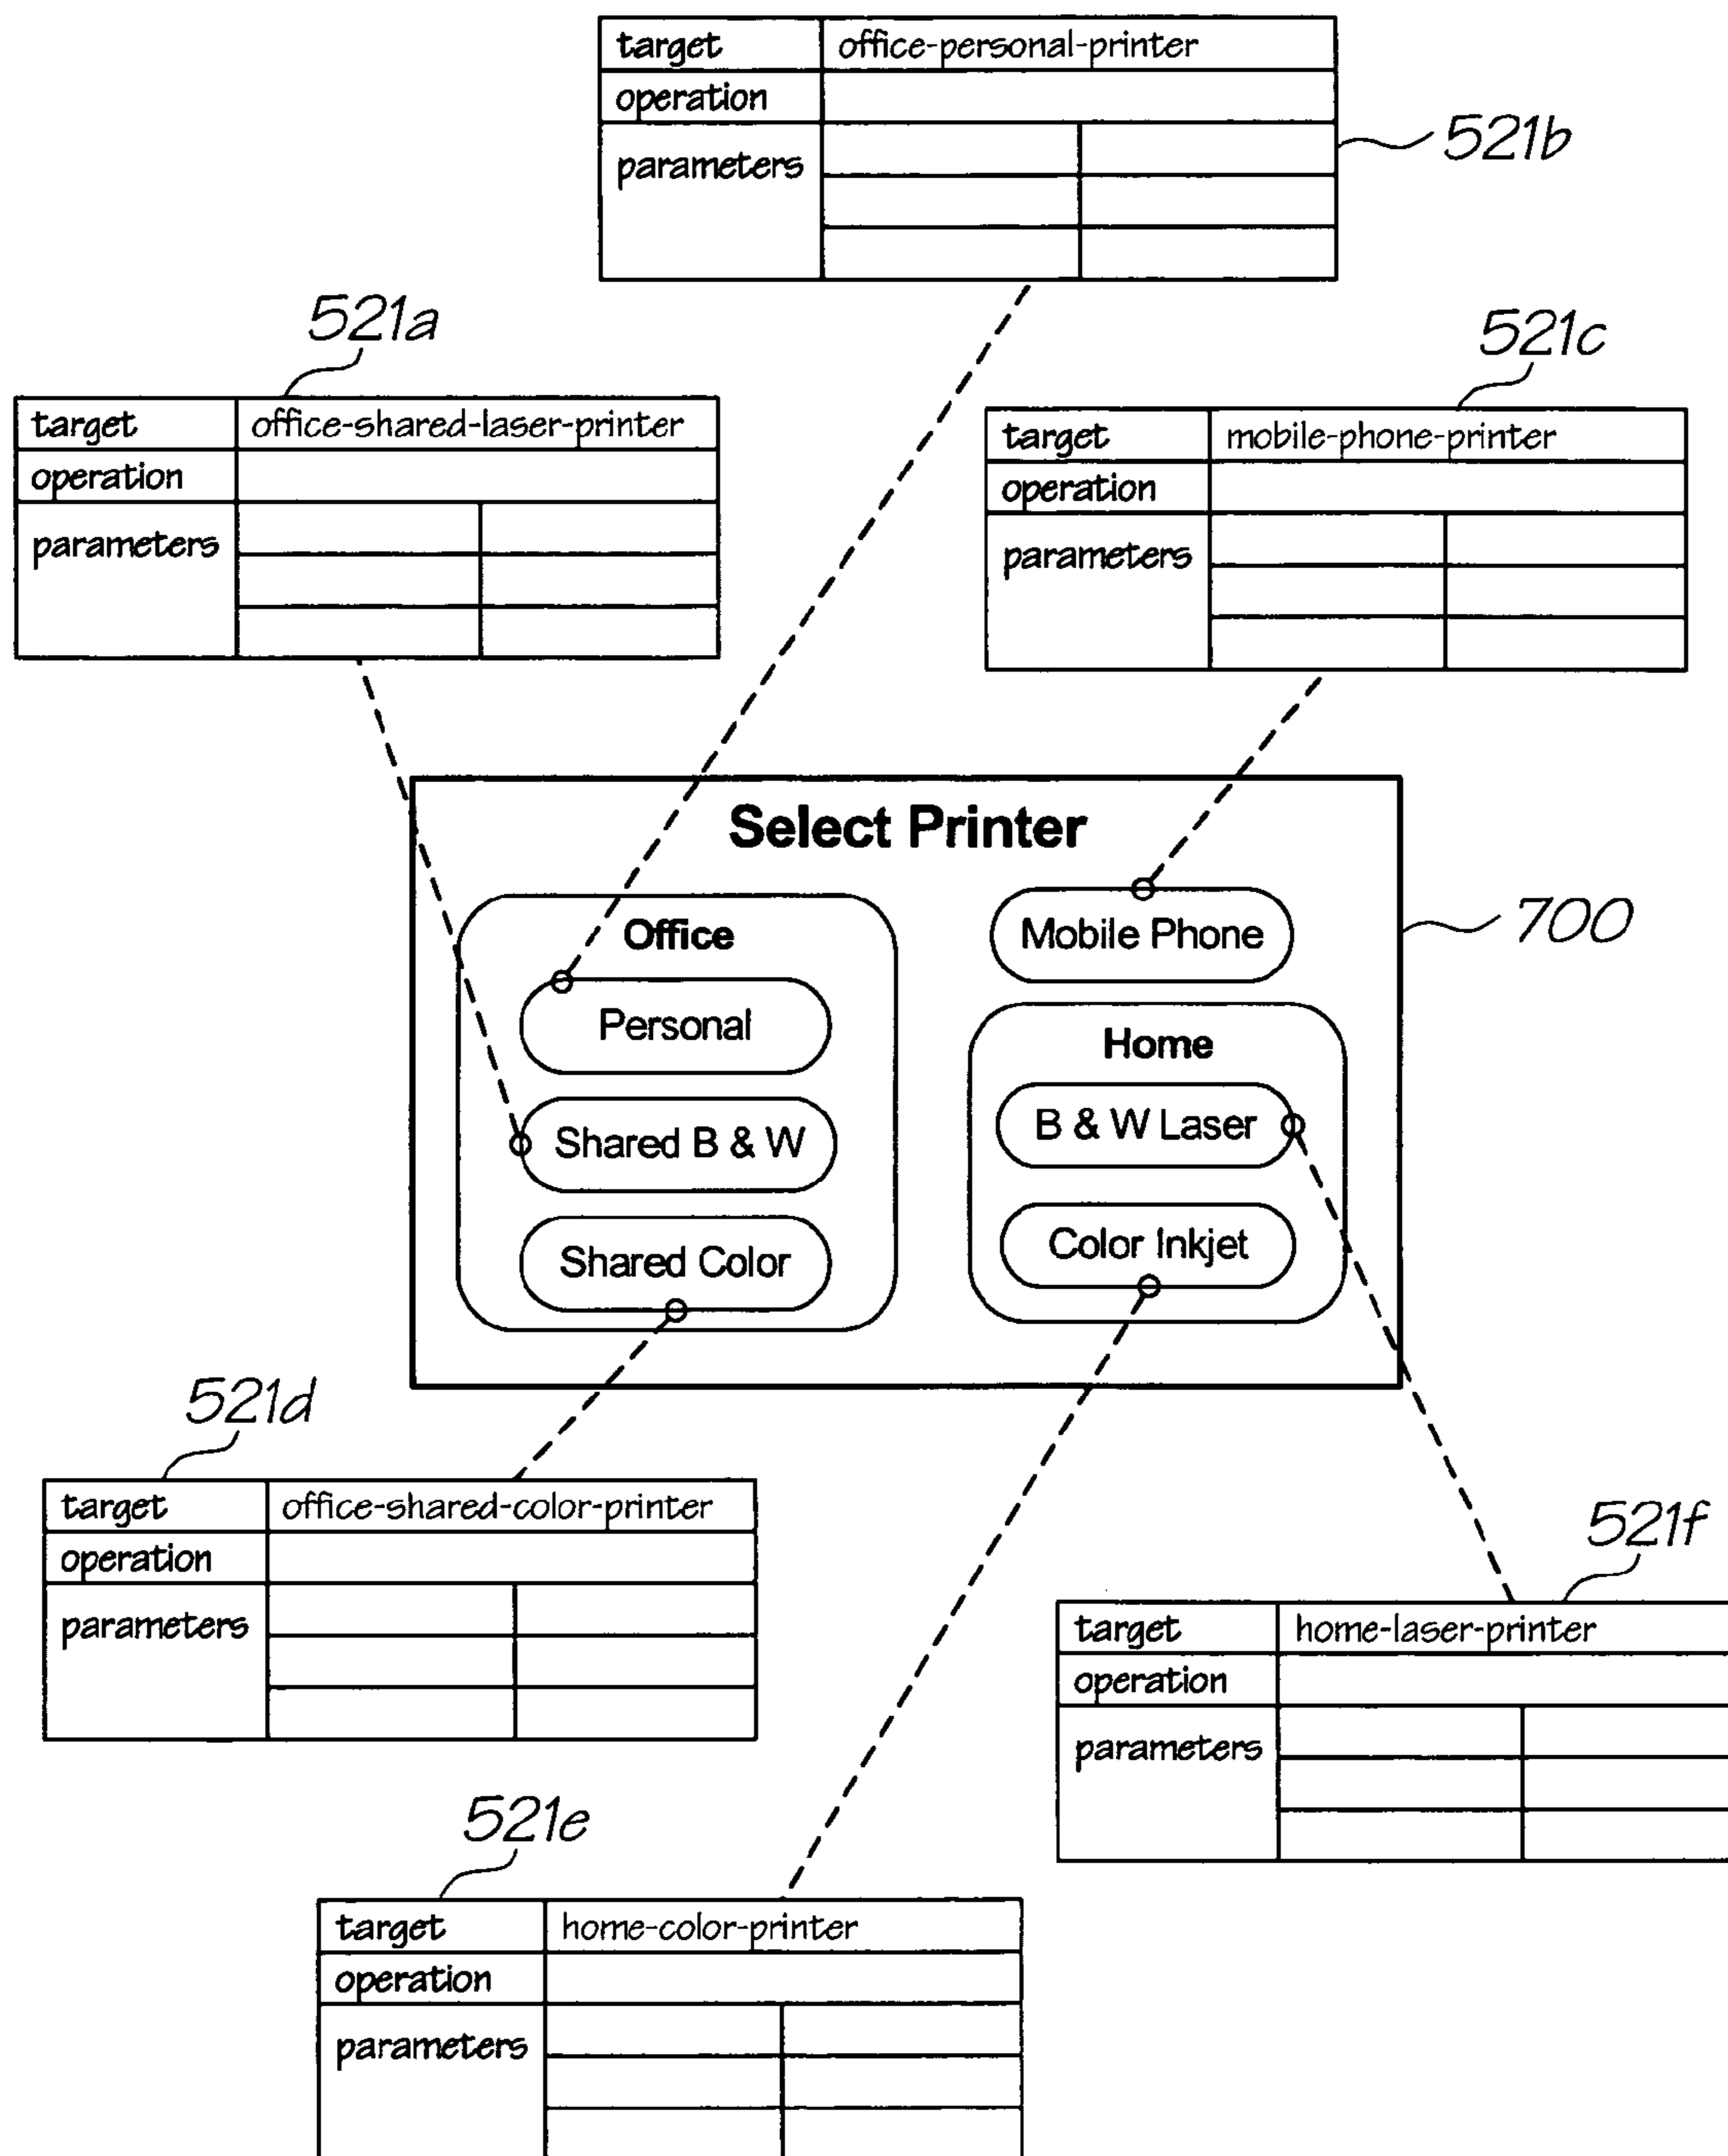 target office-personal-printer
operation
parameters
521b
521a
target office-shared-laser-printer
operation
parameters
521c
target mobile-phone-printer
operation
parameters
Select Printer
Office
Personal
Shared B & W
Shared Color
Mobile Phone
Home
B & W Laser
Color Inkjet
700
521d
target office-shared-color-printer
operation
parameters
521f
target home-laser-printer
operation
parameters
521e
target home-color-printer
operation
parameters